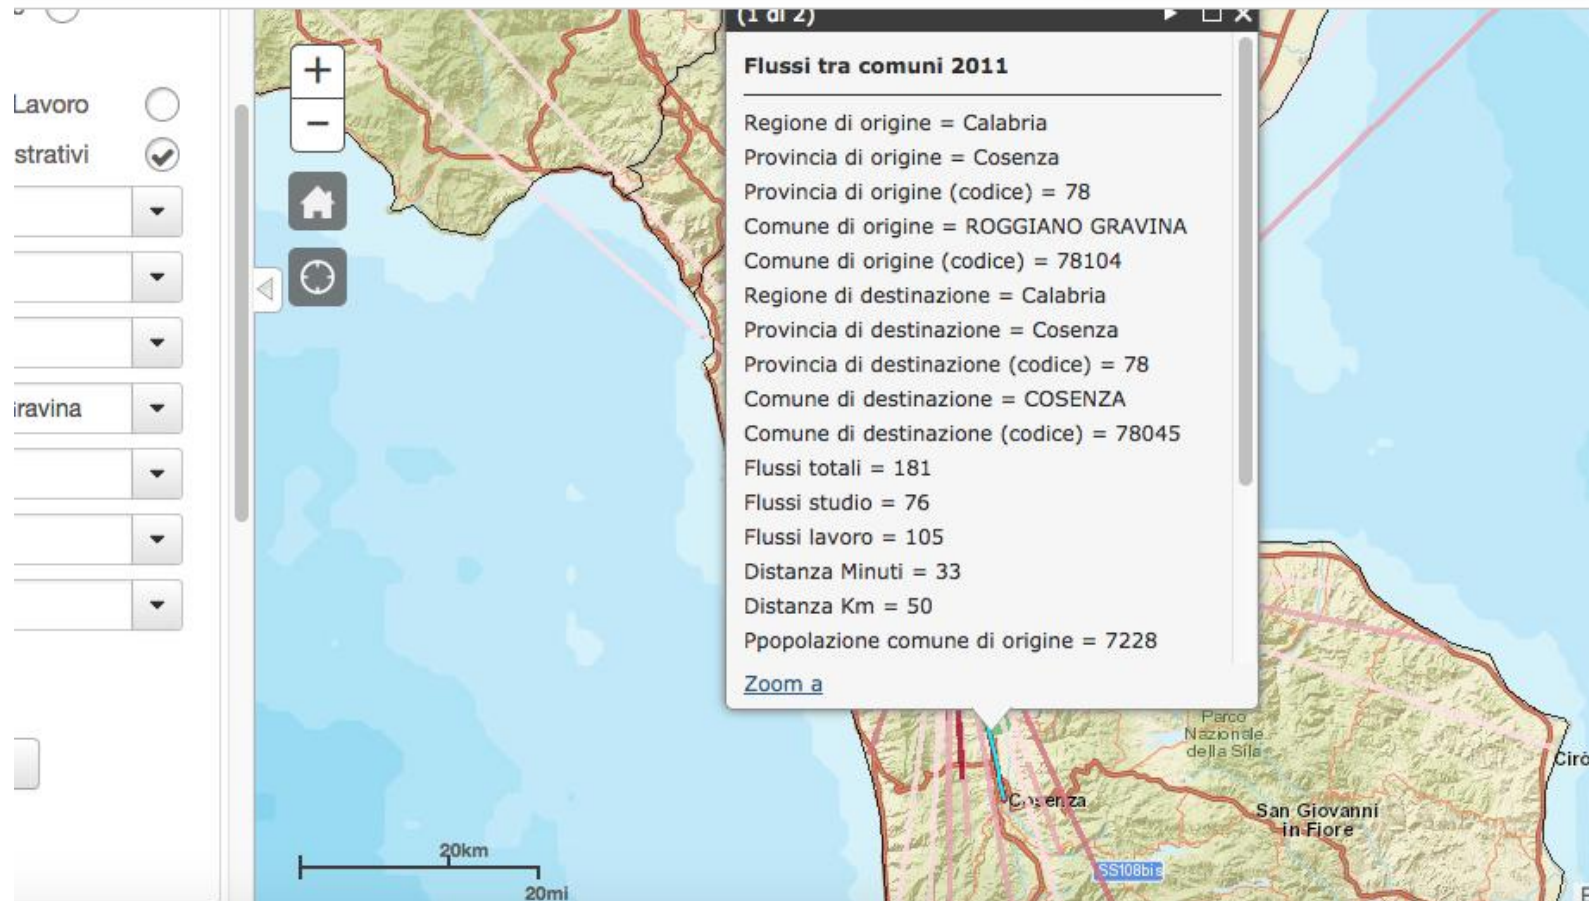 Lavoro
strativi
ravina
+
−
(1 di 2)
Flussi tra comuni 2011
Regione di origine = Calabria
Provincia di origine = Cosenza
Provincia di origine (codice) = 78
Comune di origine = ROGGIANO GRAVINA
Comune di origine (codice) = 78104
Regione di destinazione = Calabria
Provincia di destinazione = Cosenza
Provincia di destinazione (codice) = 78
Comune di destinazione = COSENZA
Comune di destinazione (codice) = 78045
Flussi totali = 181
Flussi studio = 76
Flussi lavoro = 105
Distanza Minuti = 33
Distanza Km = 50
Ppopolazione comune di origine = 7228
Zoom a
Parco
Nazionale
della Sila
Cirò
Cosenza
San Giovanni
in Fiore
SS108bis
20km
20mi